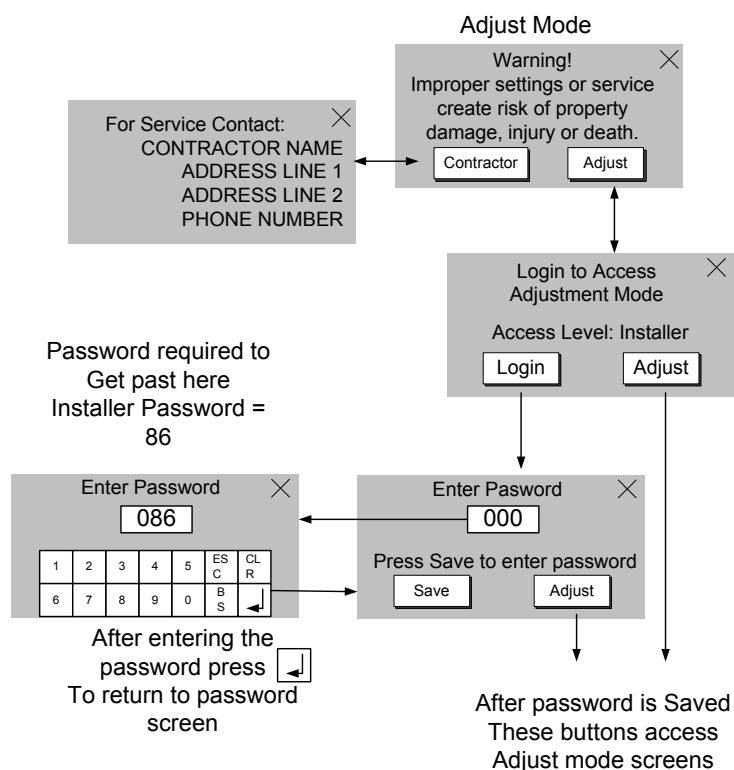 Adjust Mode
Warning!
Improper settings or service
create risk of property
damage, injury or death.
Contractor
Adjust
For Service Contact:
CONTRACTOR NAME
ADDRESS LINE 1
ADDRESS LINE 2
PHONE NUMBER
Login to Access
Adjustment Mode
Access Level: Installer
Login
Adjust
Password required to
Get past here
Installer Password =
86
Enter Password
086
1 2 3 4 5 ES
C CL
R
6 7 8 9 0 B
S
After entering the
password press
To return to password
screen
Enter Pasword
000
Press Save to enter password
Save
Adjust
After password is Saved
These buttons access
Adjust mode screens